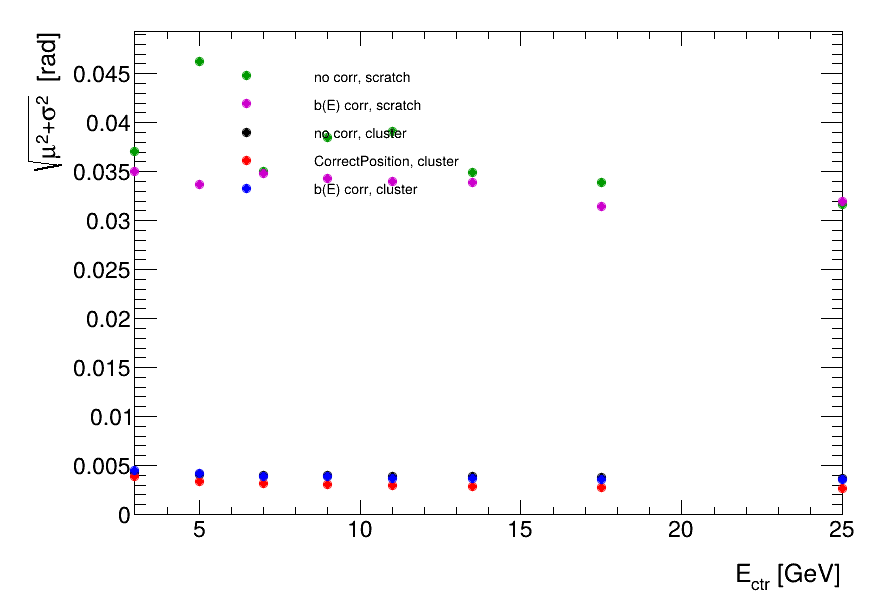 √μ²+σ² [rad]
0.045
0.04
0.035
0.03
0.025
0.02
0.015
0.01
0.005
0
no corr, scratch
b(E) corr, scratch
no corr, cluster
CorrectPosition, cluster
b(E) corr, cluster
5 10 15 20 25
E_ctr [GeV]